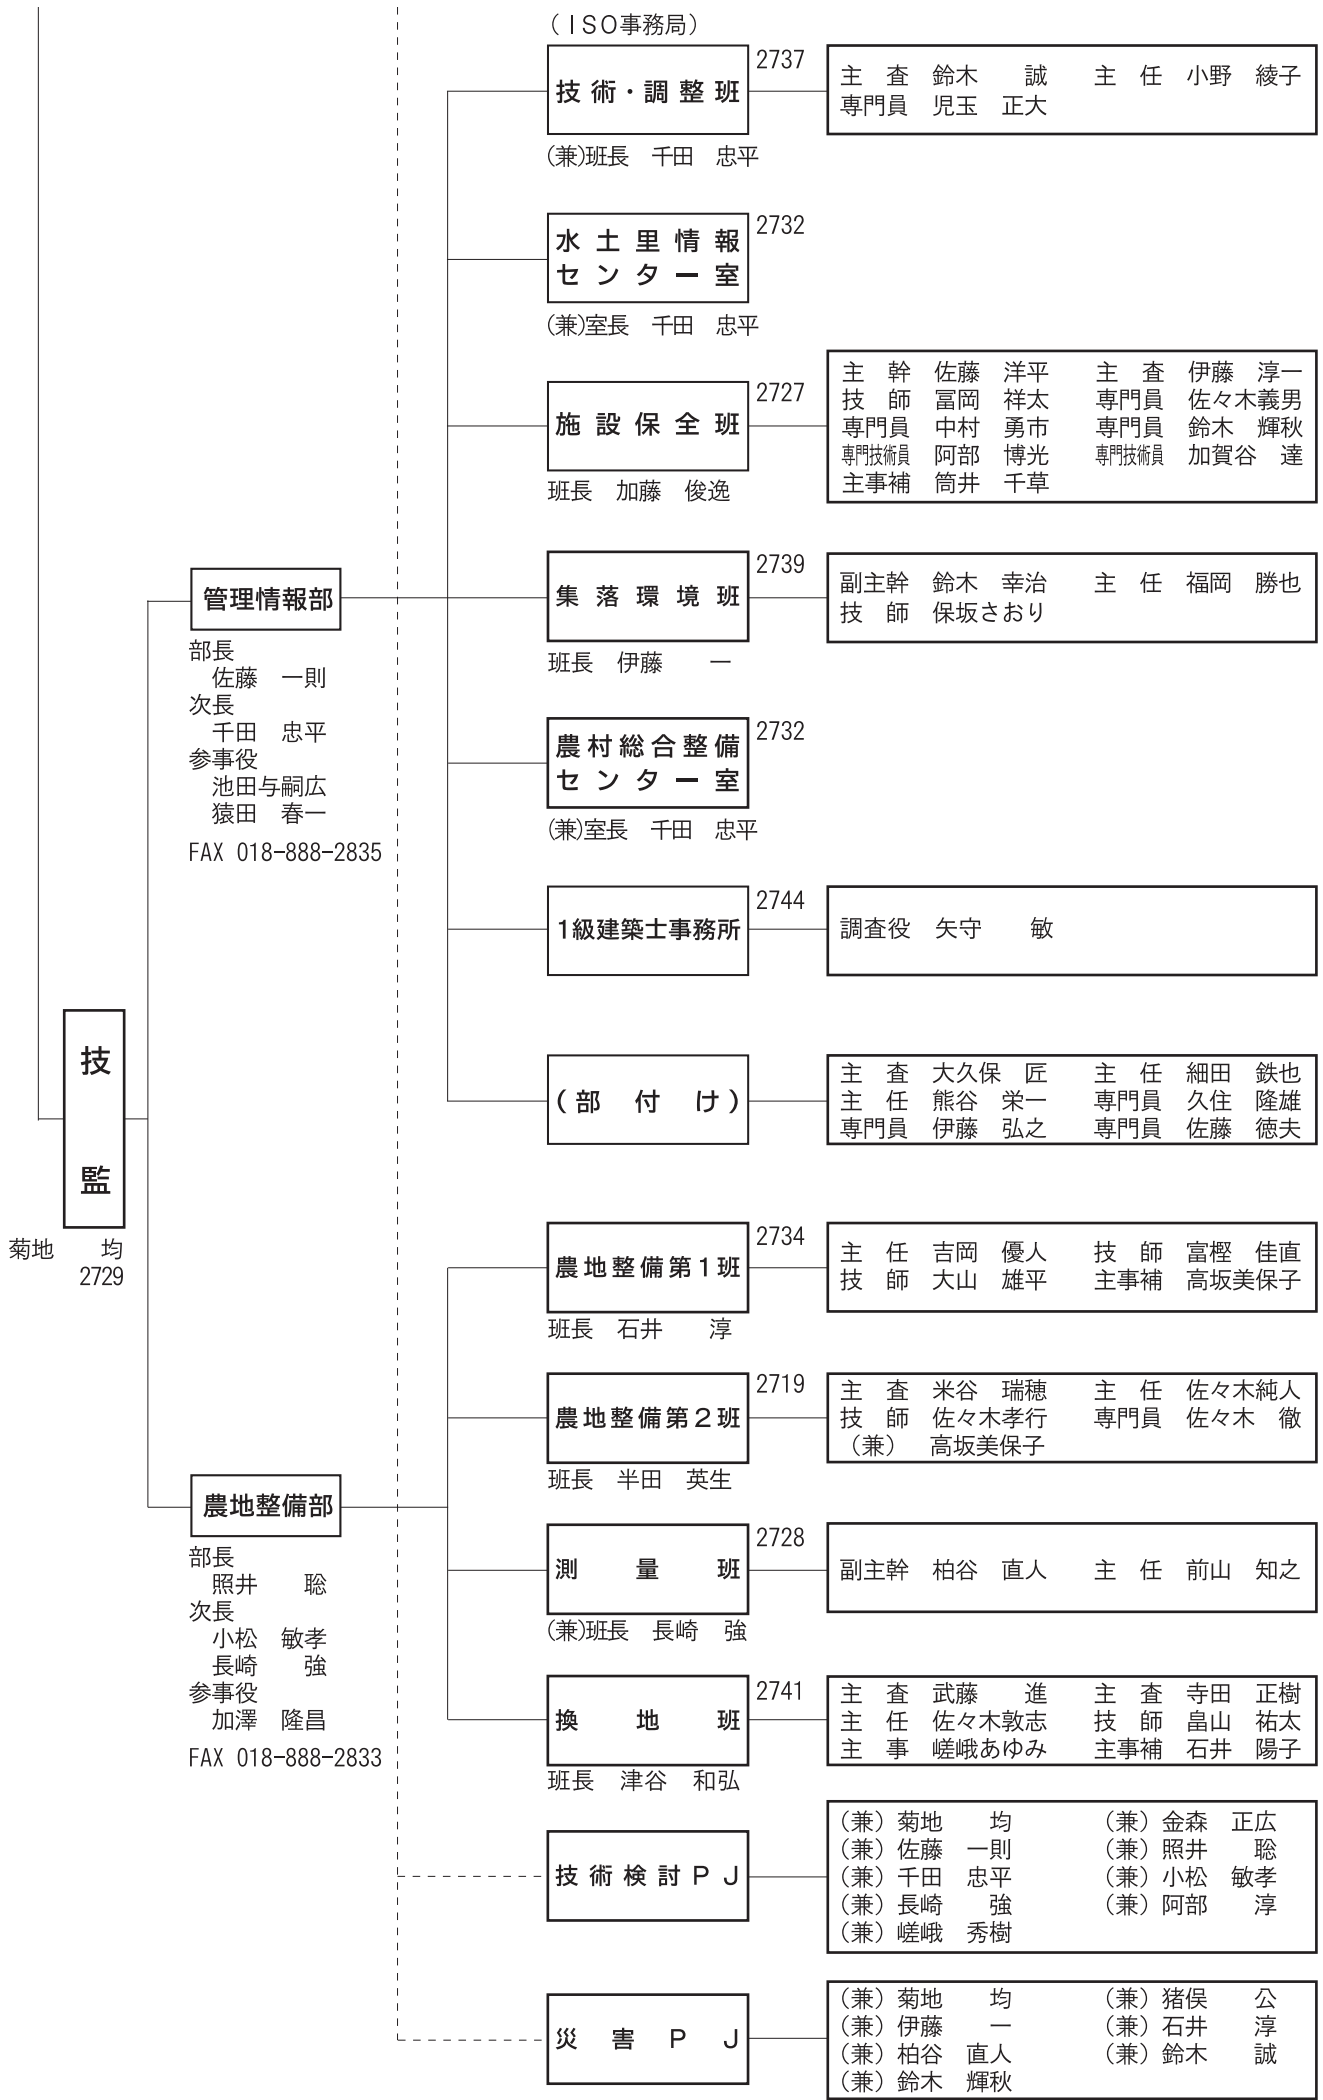 (ISO事務局)
技術・調整班 2737
主　査　鈴木　　誠　　主　任　小野　綾子
専門員　児玉　正大
(兼)班長　千田　忠平
水土里情報 2732
センター室
(兼)室長　千田　忠平
施設保全班 2727
主　幹　佐藤　洋平　　主　査　伊藤　淳一
技　師　冨岡　祥太　　専門員　佐々木義男
専門員　中村　勇市　　専門員　鈴木　輝秋
専門技術員　阿部　博光　　専門技術員　加賀谷　達
主事補　筒井　千草
班長　加藤　俊逸
管理情報部
部長
佐藤　一則
次長
千田　忠平
参事役
池田与嗣広
猿田　春一
FAX 018-888-2835
集落環境班 2739
副主幹　鈴木　幸治　　主　任　福岡　勝也
技　師　保坂さおり
班長　伊藤　　一
農村総合整備 2732
センター室
(兼)室長　千田　忠平
1級建築士事務所 2744
調査役　矢守　　敏
(部　付　け)
主　査　大久保　匠　　主　任　細田　鉄也
主　任　熊谷　栄一　　専門員　久住　隆雄
専門員　伊藤　弘之　　専門員　佐藤　徳夫
技　監
菊地　　均
2729
農地整備第1班 2734
主　任　吉岡　優人　　技　師　富樫　佳直
技　師　大山　雄平　　主事補　高坂美保子
班長　石井　　淳
農地整備第2班 2719
主　査　米谷　瑞穂　　主　任　佐々木純人
技　師　佐々木孝行　　専門員　佐々木　徹
(兼)　高坂美保子
班長　半田　英生
農地整備部
部長
照井　　聡
次長
小松　敏孝
長崎　　強
参事役
加澤　隆昌
FAX 018-888-2833
測　量　班 2728
副主幹　柏谷　直人　　主　任　前山　知之
(兼)班長　長崎　強
換　地　班 2741
主　査　武藤　　進　　主　査　寺田　正樹
主　任　佐々木敦志　　技　師　畠山　祐太
主　事　嵯峨あゆみ　　主事補　石井　陽子
班長　津谷　和弘
技術検討PJ
(兼)菊地　　均　　(兼)金森　正広
(兼)佐藤　一則　　(兼)照井　　聡
(兼)千田　忠平　　(兼)小松　敏孝
(兼)長崎　　強　　(兼)阿部　　淳
(兼)嵯峨　秀樹
災害PJ
(兼)菊地　　均　　(兼)猪俣　　公
(兼)伊藤　　一　　(兼)石井　　淳
(兼)柏谷　直人　　(兼)鈴木　　誠
(兼)鈴木　輝秋